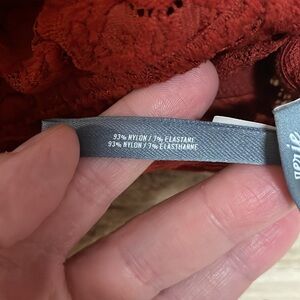 93% NYLON / 7% ELASTANE
93% NYLON / 7% ELASTHANNE